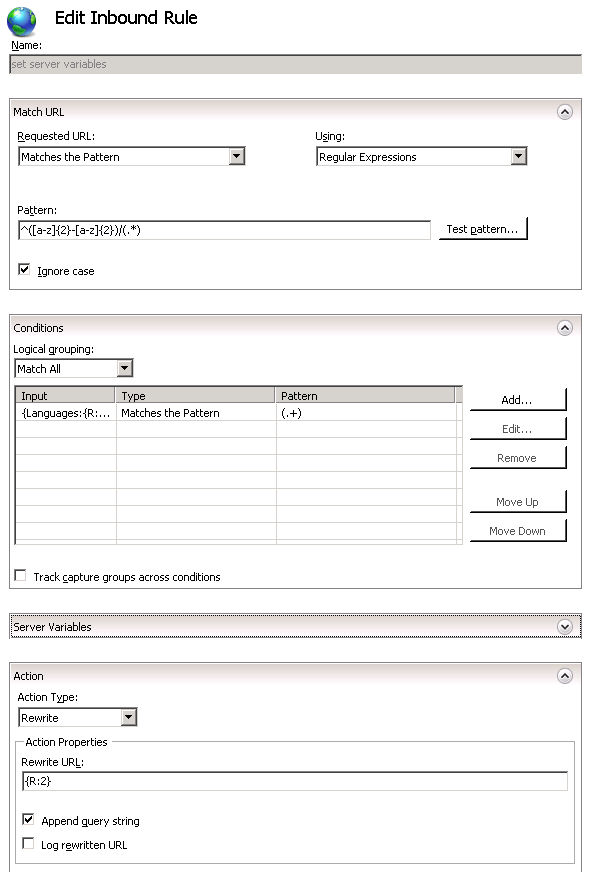 Edit Inbound Rule
Name:
set server variables
Match URL
Requested URL: Using:
Matches the Pattern Regular Expressions
Pattern:
^([a-z]{2}-[a-z]{2})/(.*) Test pattern...
Ignore case
Conditions
Logical grouping:
Match All
Input Type Pattern Add...
{Languages:{R:... Matches the Pattern (.+)
Edit...
Remove
Move Up
Move Down
Track capture groups across conditions
Server Variables
Action
Action Type:
Rewrite
Action Properties
Rewrite URL:
{R:2}
Append query string
Log rewritten URL